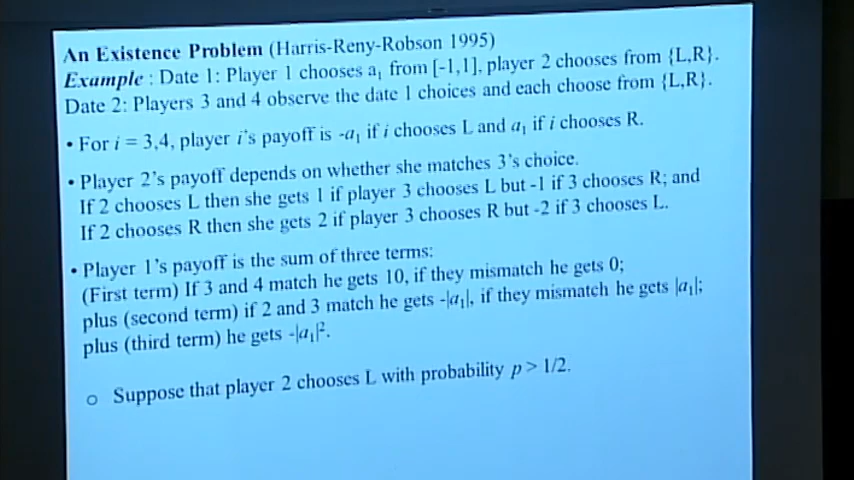 An Existence Problem (Harris-Reny-Robson 1995)
Example : Date 1: Player 1 chooses a₁ from [-1,1], player 2 chooses from {L,R}.
Date 2: Players 3 and 4 observe the date 1 choices and each choose from {L,R}.
• For i = 3,4, player i's payoff is -a₁ if i chooses L and a₁ if i chooses R.
• Player 2's payoff depends on whether she matches 3's choice.
If 2 chooses L then she gets 1 if player 3 chooses L but -1 if 3 chooses R; and
If 2 chooses R then she gets 2 if player 3 chooses R but -2 if 3 chooses L.
• Player 1's payoff is the sum of three terms:
(First term) If 3 and 4 match he gets 10, if they mismatch he gets 0;
plus (second term) if 2 and 3 match he gets -|a₁|, if they mismatch he gets |a₁|;
plus (third term) he gets -|a₁|².
o Suppose that player 2 chooses L with probability p > 1/2.